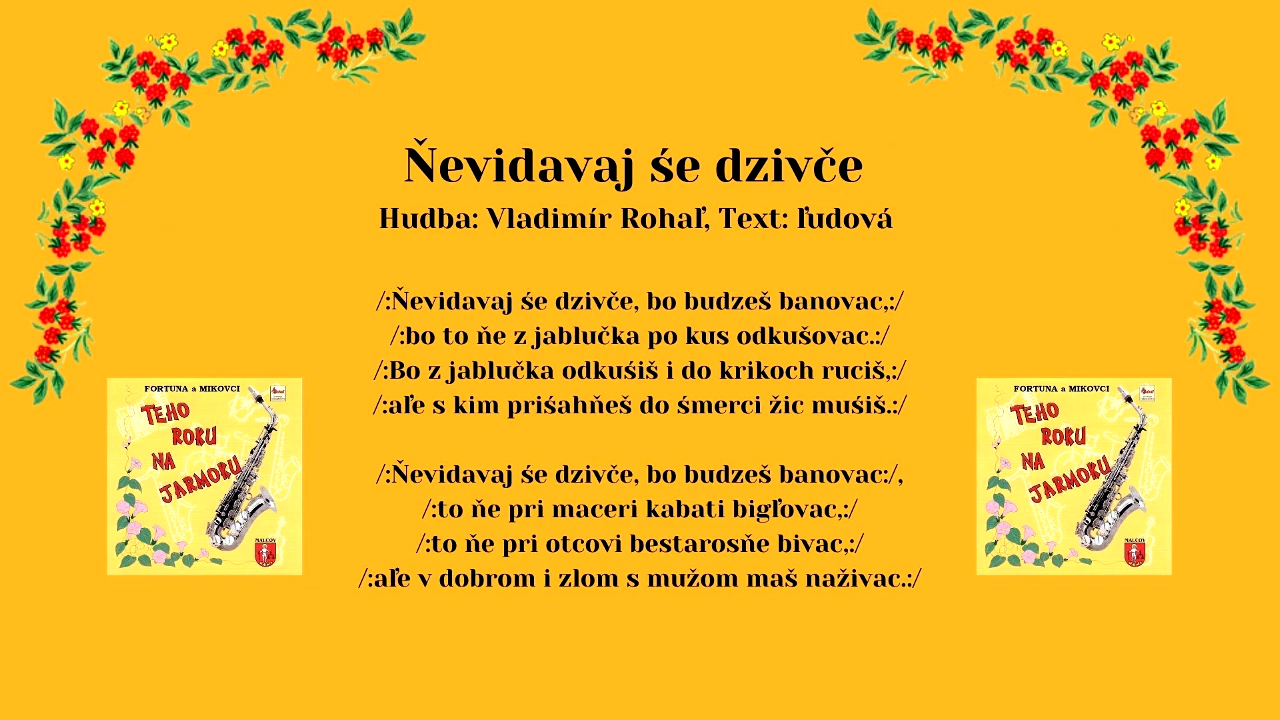 Ňevidavaj śe dzivče
Hudba: Vladimír Rohaľ, Text: ľudová
/:Ňevidavaj śe dzivče, bo budzeš banovac,:/
/:bo to ňe z jablučka po kus odkušovac.:/
/:Bo z jablučka odkuśiš i do krikoch ruciš,:/
/:aľe s kim priśahňeš do śmerci žic muśiš.:/
/:Ňevidavaj śe dzivče, bo budzeš banovac:/,
/:to ňe pri maceri kabati bigľovac,:/
/:to ňe pri otcovi bestarosňe bivac,:/
/:aľe v dobrom i zlom s mužom maš naživac.:/
FORTUNA a MIKOVCI
TEHO
ROKU
NA
JARMOKU
MALCOV
FORTUNA a MIKOVCI
TEHO
ROKU
NA
JARMOKU
MALCOV